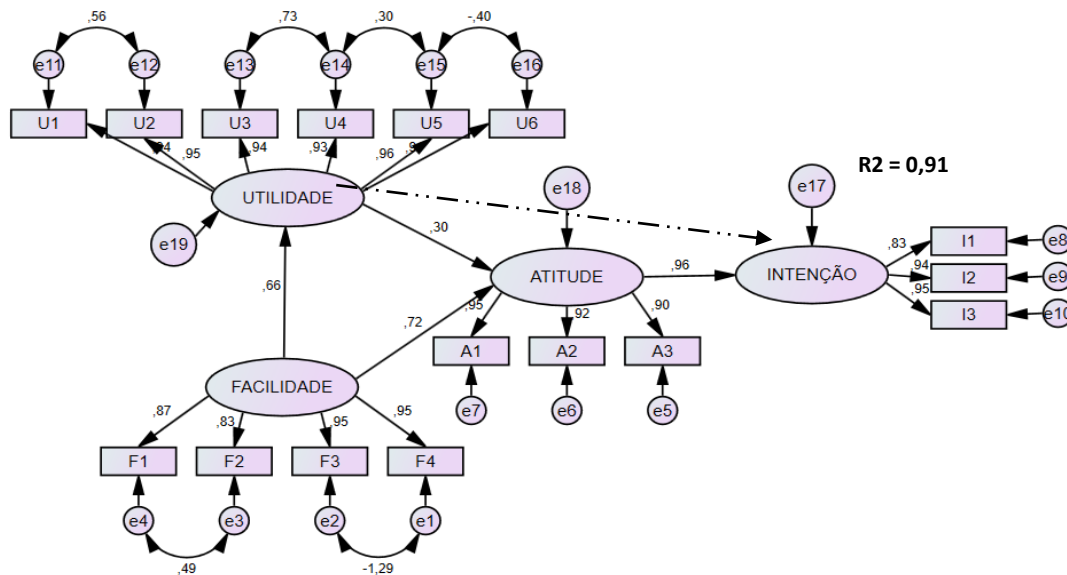 ,56
,73
,30
-,40
e11
e12
e13
e14
e15
e16
U1
U2
U3
U4
U5
U6
,95
,94
,93
,96
UTILIDADE
e19
e18
e17
R2 = 0,91
,30
ATITUDE
,96
INTENÇÃO
,83
,94
,95
I1
I2
I3
e8
e9
e10
,66
,72
,95
,92
,90
A1
A2
A3
e7
e6
e5
FACILIDADE
,87
,83
,95
,95
F1
F2
F3
F4
e4
e3
e2
e1
,49
-1,29